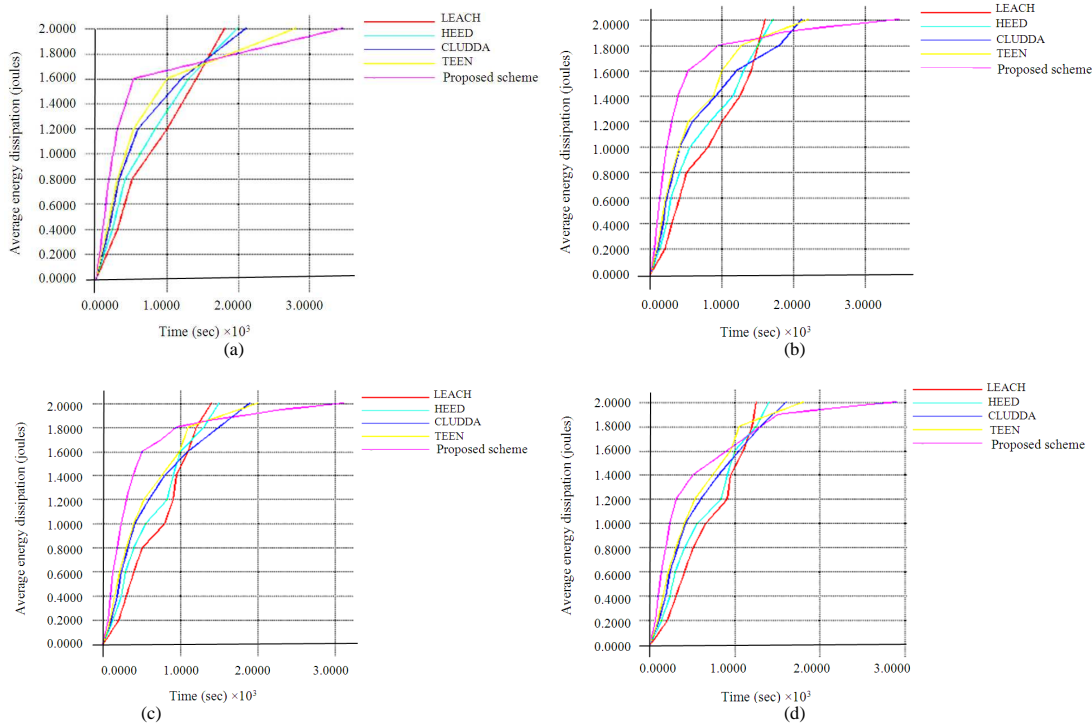 LEACH
HEED
CLUDDA
TEEN
Proposed scheme
Average energy dissipation (joules)
2.0000
1.8000
1.6000
1.4000
1.2000
0.8000
0.6000
0.4000
0.2000
0.0000
0.0000 1.0000 2.0000 3.0000
Time (sec) ×10³
(a)
LEACH
HEED
CLUDDA
TEEN
Proposed scheme
Average energy dissipation (joules)
2.0000
1.8000
1.6000
1.4000
1.2000
1.0000
0.8000
0.6000
0.4000
0.2000
0.0000
0.0000 1.0000 2.0000 3.0000
Time (sec) ×10³
(b)
LEACH
HEED
CLUDDA
TEEN
Proposed scheme
Average energy dissipation (joules)
2.0000
1.8000
1.6000
1.4000
1.2000
1.0000
0.8000
0.6000
0.4000
0.2000
0.0000
0.0000 1.0000 2.0000 3.0000
Time (sec) ×10³
(c)
LEACH
HEED
CLUDDA
TEEN
Proposed scheme
Average energy dissipation (joules)
2.0000
1.8000
1.6000
1.4000
1.2000
1.0000
0.8000
0.6000
0.4000
0.2000
0.0000
0.0000 1.0000 2.0000 3.0000
Time (sec) ×10³
(d)